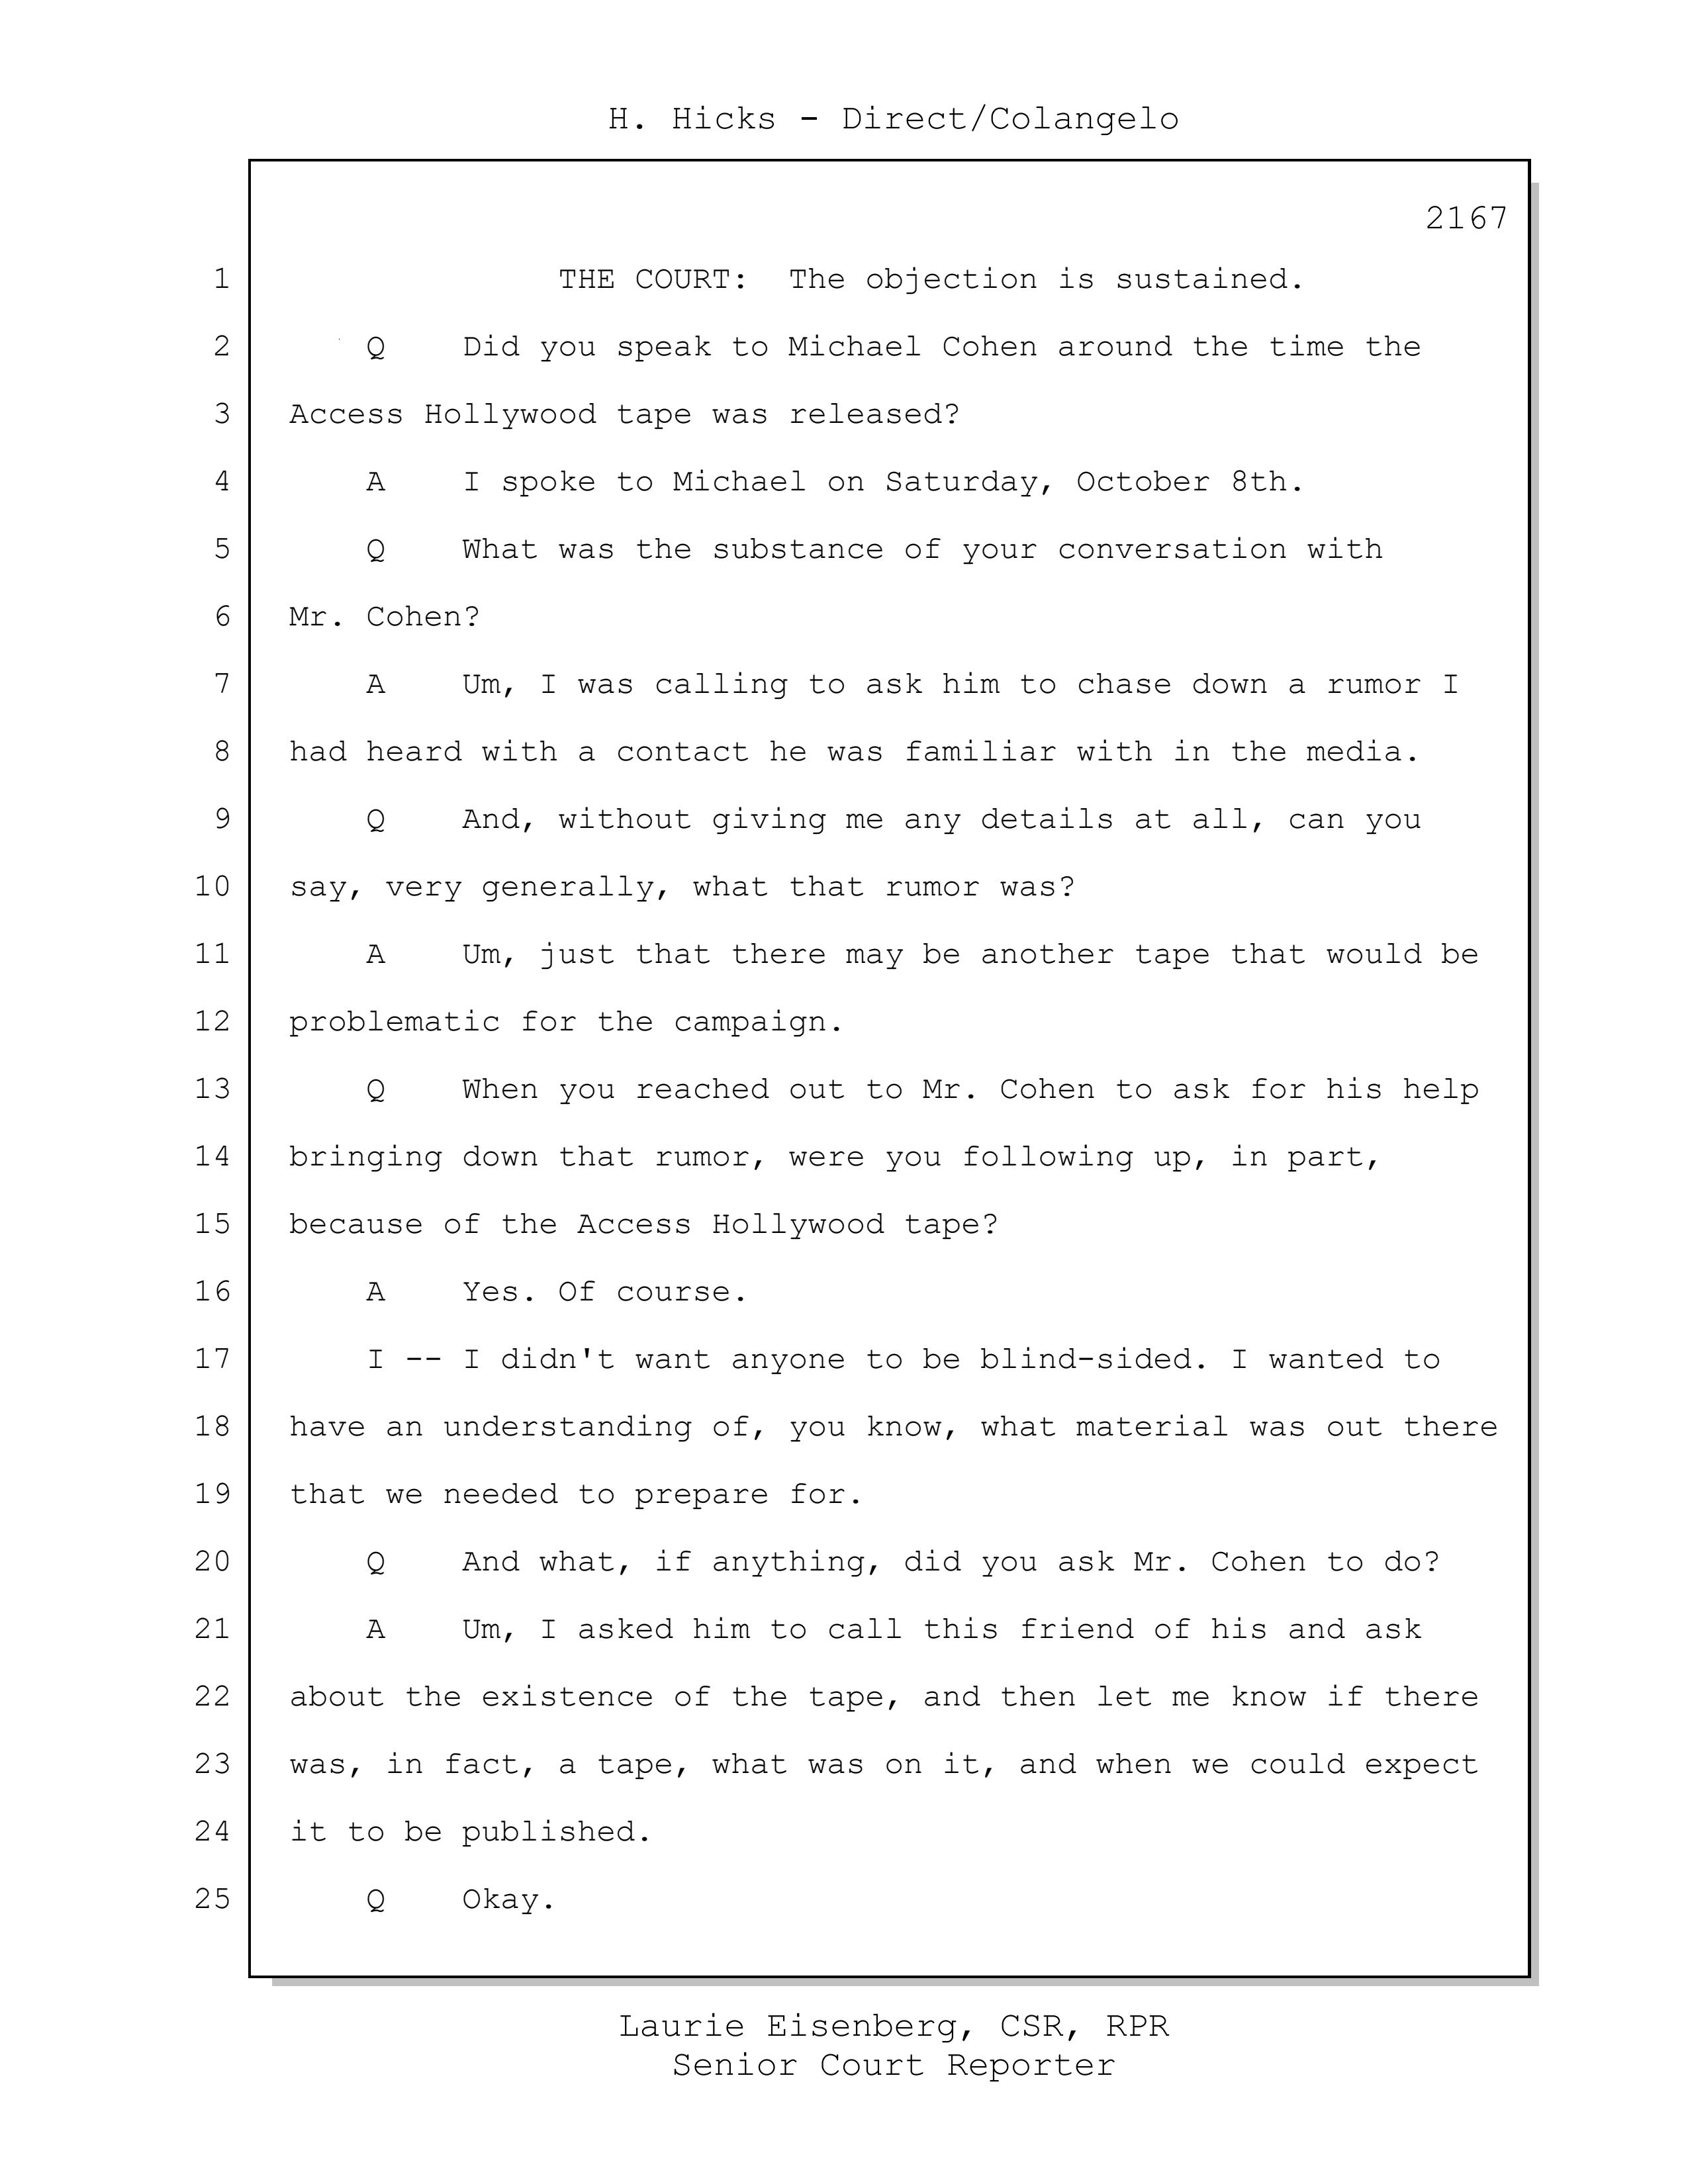 H. Hicks - Direct/Colangelo
2167
1 THE COURT: The objection is sustained.
2 Q Did you speak to Michael Cohen around the time the
3 Access Hollywood tape was released?
4 A I spoke to Michael on Saturday, October 8th.
5 Q What was the substance of your conversation with
6 Mr. Cohen?
7 A Um, I was calling to ask him to chase down a rumor I
8 had heard with a contact he was familiar with in the media.
9 Q And, without giving me any details at all, can you
10 say, very generally, what that rumor was?
11 A Um, just that there may be another tape that would be
12 problematic for the campaign.
13 Q When you reached out to Mr. Cohen to ask for his help
14 bringing down that rumor, were you following up, in part,
15 because of the Access Hollywood tape?
16 A Yes. Of course.
17 I -- I didn't want anyone to be blind-sided. I wanted to
18 have an understanding of, you know, what material was out there
19 that we needed to prepare for.
20 Q And what, if anything, did you ask Mr. Cohen to do?
21 A Um, I asked him to call this friend of his and ask
22 about the existence of the tape, and then let me know if there
23 was, in fact, a tape, what was on it, and when we could expect
24 it to be published.
25 Q Okay.
Laurie Eisenberg, CSR, RPR
Senior Court Reporter